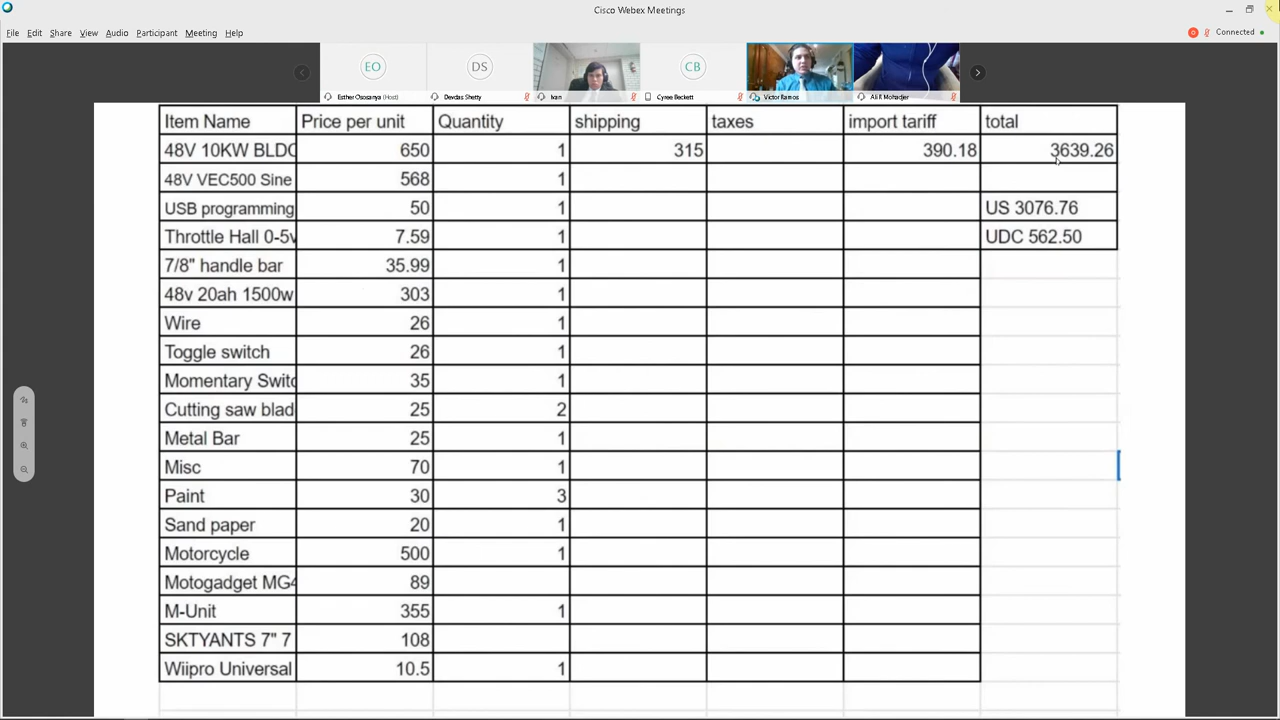 Cisco Webex Meetings
File Edit Share View Audio Participant Meeting Help
Connected
EO DS CB
Esther Ososanya (Host) Devdas Shetty Ivan Cyree Beckett Victor Ramos Ali R Mohadjer
Item Name Price per unit Quantity shipping taxes import tariff total
48V 10KW BLDC 650 1 315 390.18 3639.26
48V VEC500 Sine 568 1
USB programming 50 1 US 3076.76
Throttle Hall 0-5v 7.59 1 UDC 562.50
7/8" handle bar 35.99 1
48v 20ah 1500w 303 1
Wire 26 1
Toggle switch 26 1
Momentary Switc 35 1
Cutting saw blad 25 2
Metal Bar 25 1
Misc 70 1
Paint 30 3
Sand paper 20 1
Motorcycle 500 1
Motogadget MG4 89
M-Unit 355 1
SKTYANTS 7" 7 108
Wiipro Universal 10.5 1